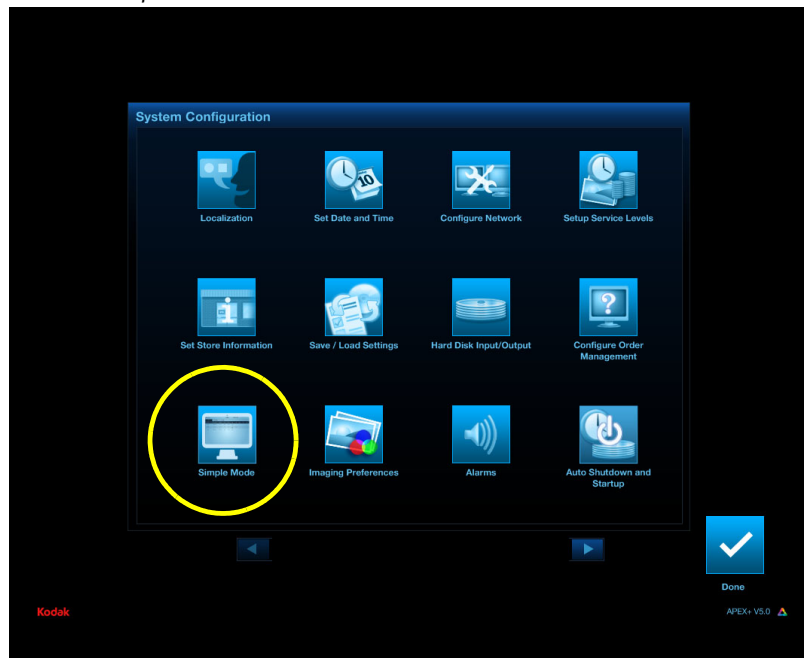 System Configuration
10
Localization
Set Date and Time
Configure Network
Setup Service Levels
i
?
Set Store Information
Save / Load Settings
Hard Disk Input/Output
Configure Order
Management
Simple Mode
Imaging Preferences
Alarms
Auto Shutdown and
Startup
Done
Kodak
APEX+ V5.0